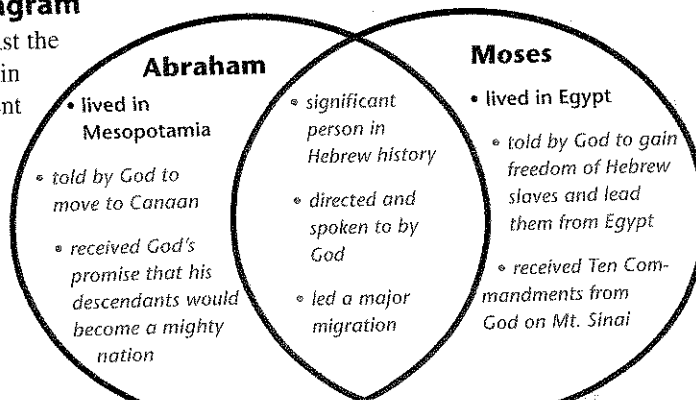 agram
st the
in
nt
Abraham
• lived in
Mesopotamia
• told by God to
move to Canaan
• received God's
promise that his
descendants would
become a mighty
nation
• significant
person in
Hebrew history
• directed and
spoken to by
God
• led a major
migration
Moses
• lived in Egypt
• told by God to gain
freedom of Hebrew
slaves and lead
them from Egypt
• received Ten Com-
mandments from
God on Mt. Sinai